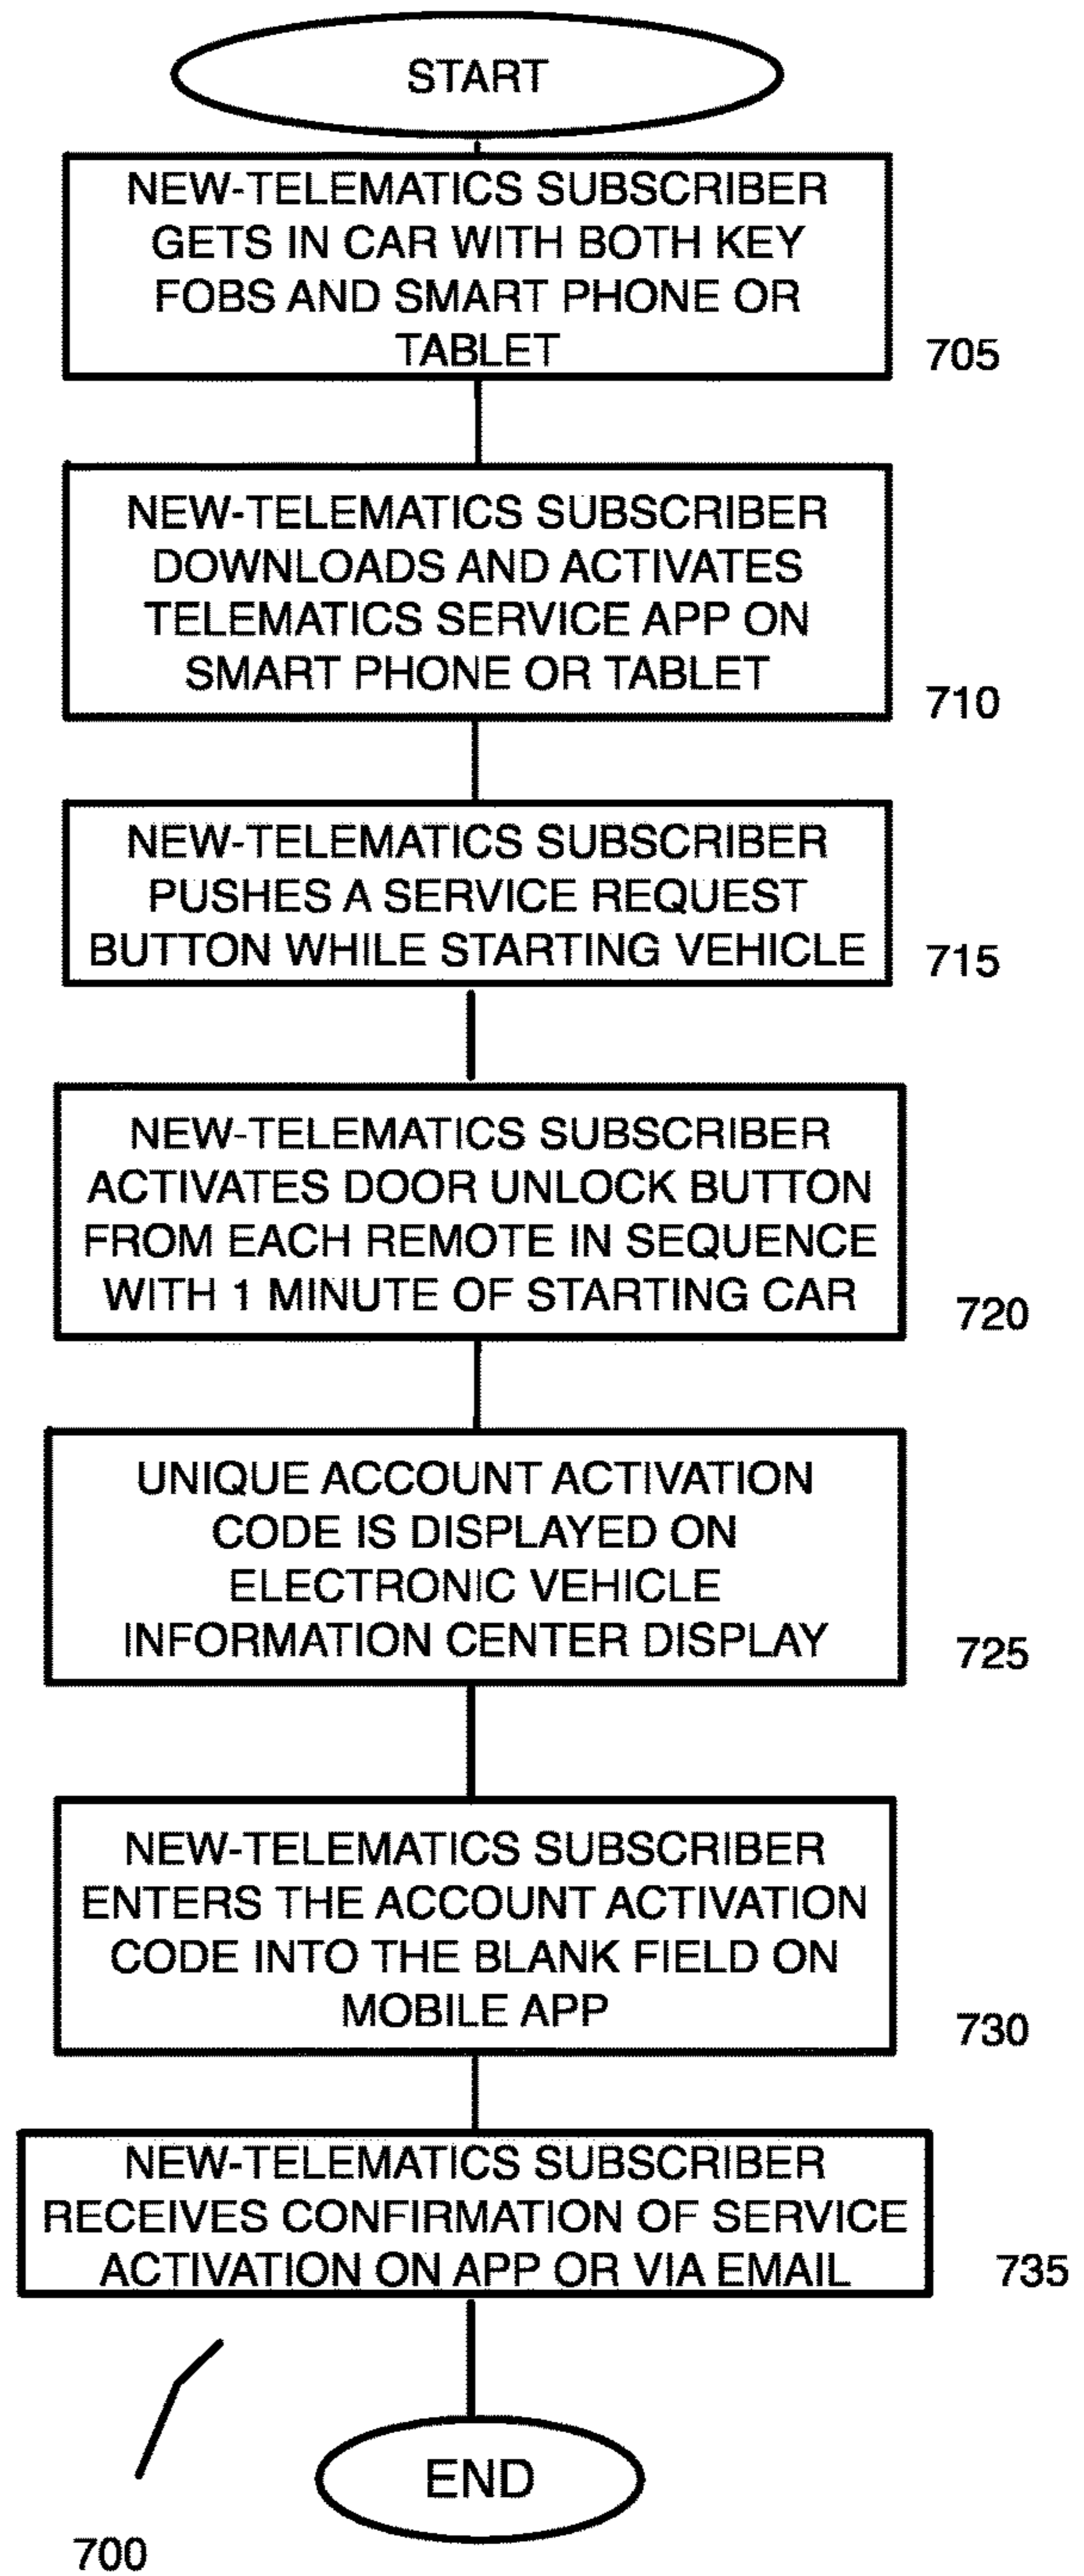 START
NEW-TELEMATICS SUBSCRIBER
GETS IN CAR WITH BOTH KEY
FOBS AND SMART PHONE OR
TABLET
705
NEW-TELEMATICS SUBSCRIBER
DOWNLOADS AND ACTIVATES
TELEMATICS SERVICE APP ON
SMART PHONE OR TABLET
710
NEW-TELEMATICS SUBSCRIBER
PUSHES A SERVICE REQUEST
BUTTON WHILE STARTING VEHICLE
715
NEW-TELEMATICS SUBSCRIBER
ACTIVATES DOOR UNLOCK BUTTON
FROM EACH REMOTE IN SEQUENCE
WITH 1 MINUTE OF STARTING CAR
720
UNIQUE ACCOUNT ACTIVATION
CODE IS DISPLAYED ON
ELECTRONIC VEHICLE
INFORMATION CENTER DISPLAY
725
NEW-TELEMATICS SUBSCRIBER
ENTERS THE ACCOUNT ACTIVATION
CODE INTO THE BLANK FIELD ON
MOBILE APP
730
NEW-TELEMATICS SUBSCRIBER
RECEIVES CONFIRMATION OF SERVICE
ACTIVATION ON APP OR VIA EMAIL
735
END
700